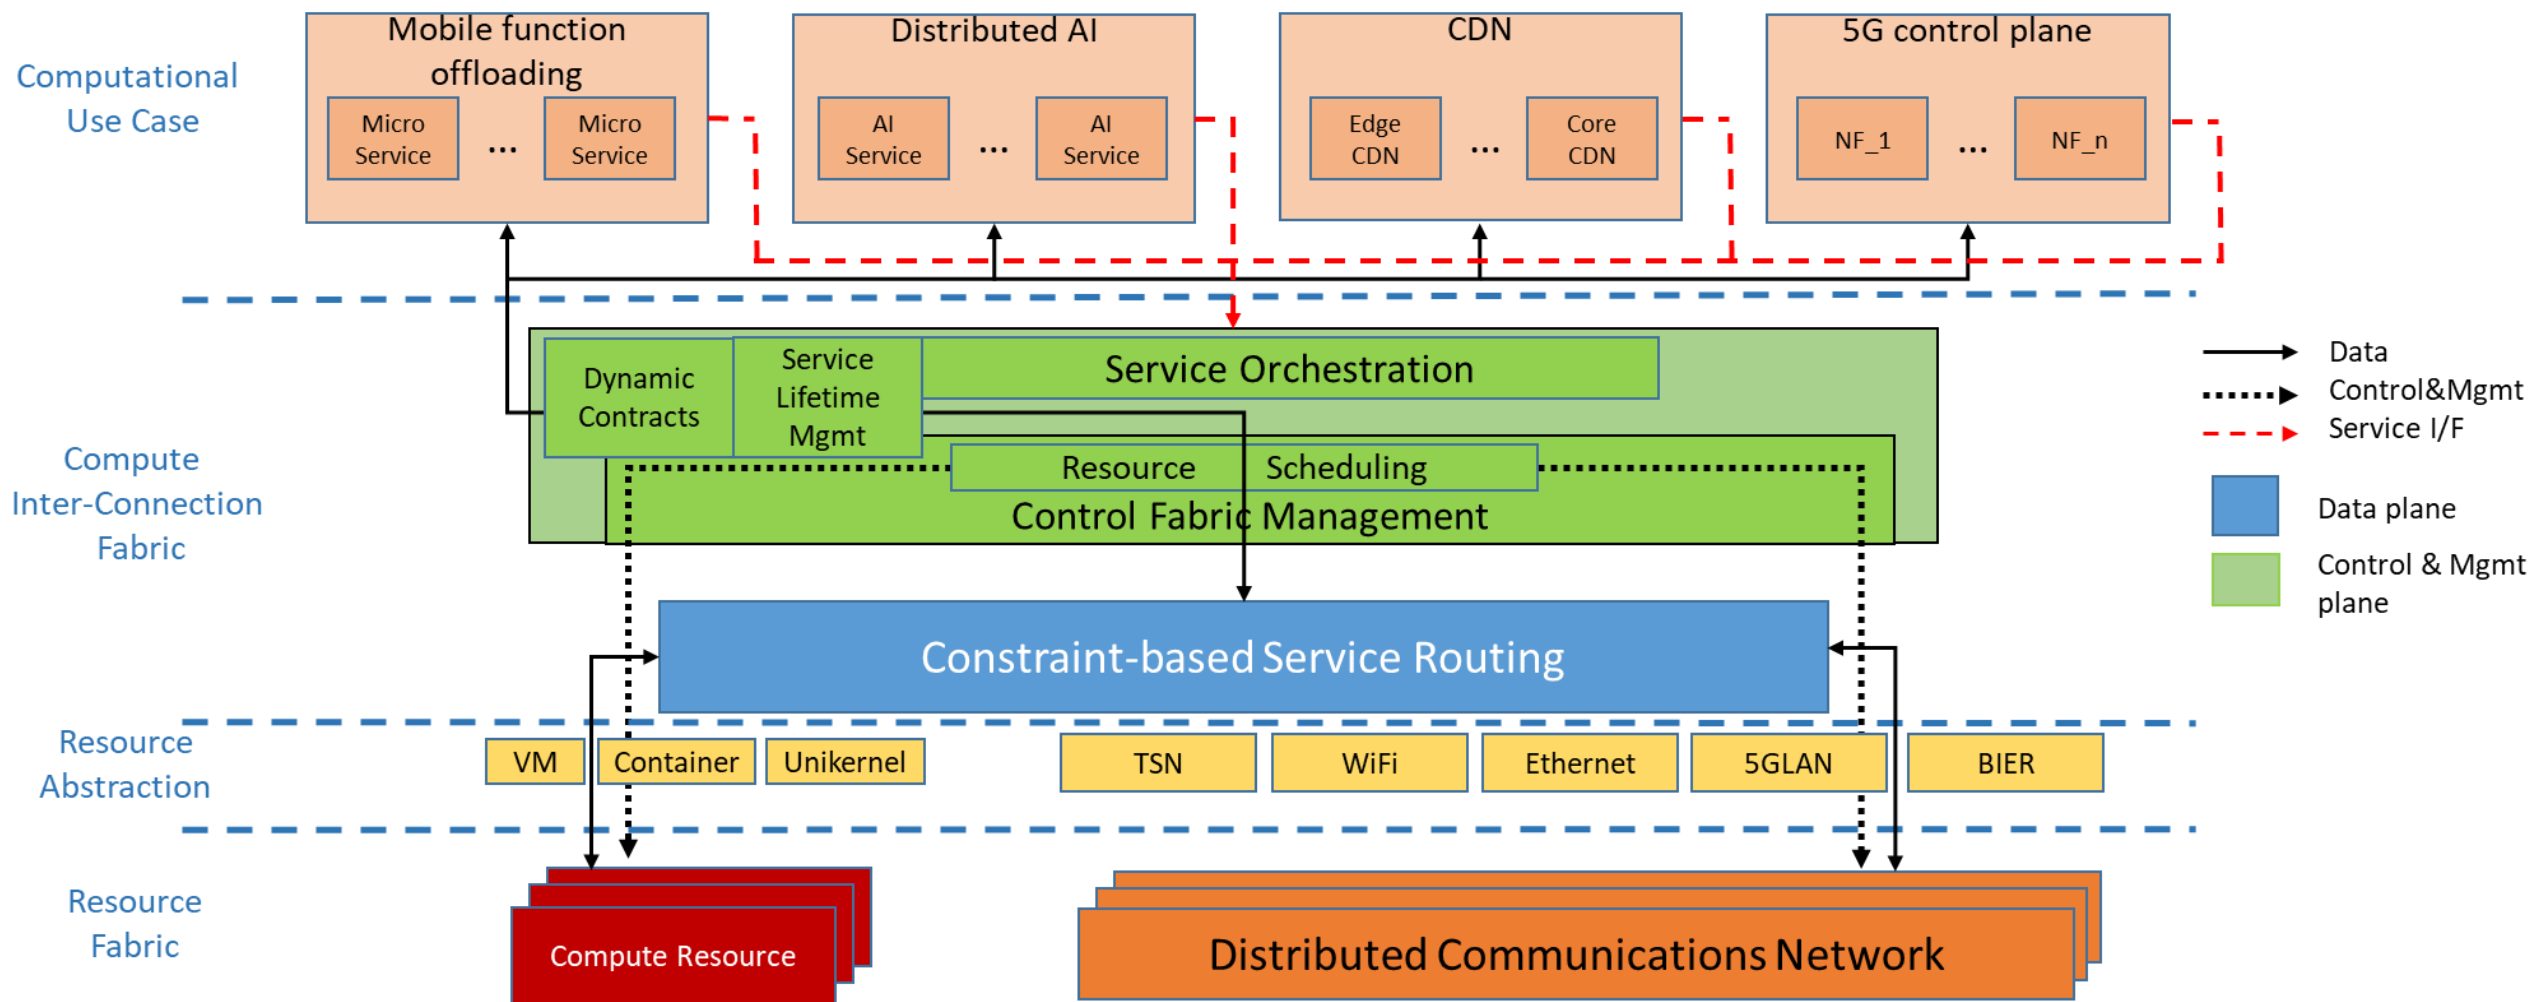 Computational
Use Case
Mobile function
offloading
Micro
Service
...
Micro
Service
Distributed AI
AI
Service
...
AI
Service
CDN
Edge
CDN
...
Core
CDN
5G control plane
NF_1
...
NF_n
Compute
Inter-Connection
Fabric
Dynamic
Contracts
Service
Lifetime
Mgmt
Service Orchestration
Resource Scheduling
Control Fabric Management
Constraint-based Service Routing
Data
Control&Mgmt
Service I/F
Data plane
Control & Mgmt
plane
Resource
Abstraction
VM
Container
Unikernel
TSN
WiFi
Ethernet
5GLAN
BIER
Resource
Fabric
Compute Resource
Distributed Communications Network